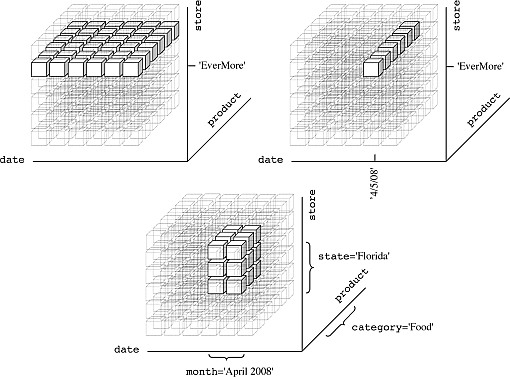 store
'EverMore'
product
date
store
'EverMore'
product
date
'4/5/08'
store
state='Florida'
product
category='Food'
date
month='April 2008'